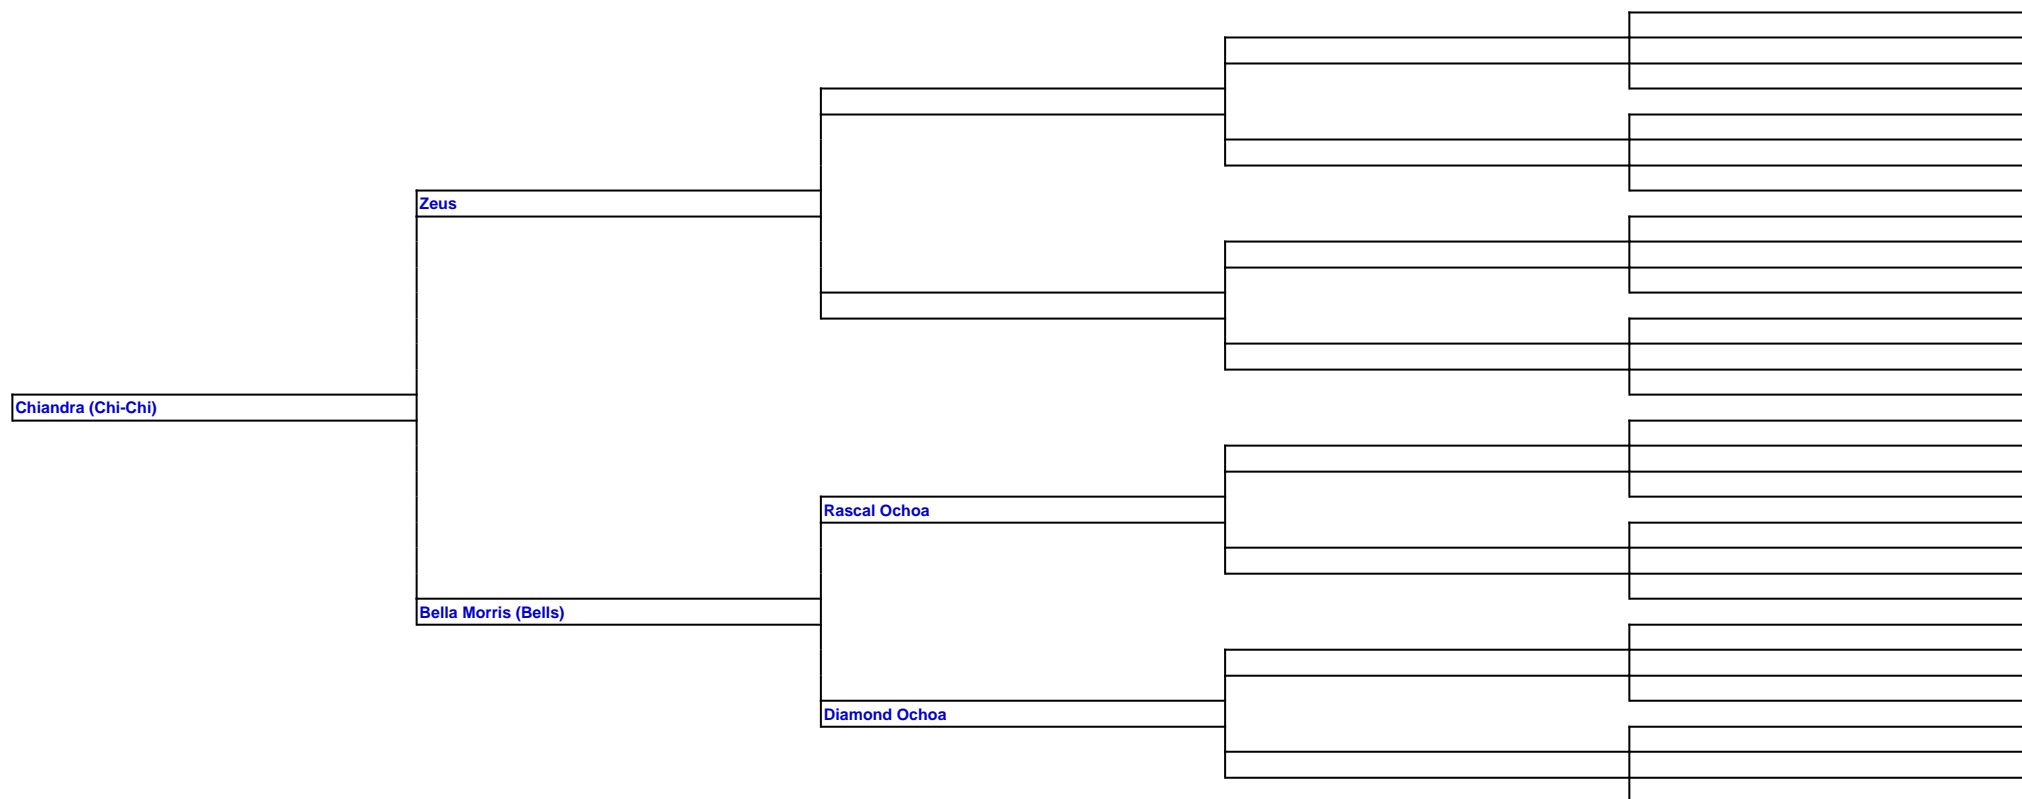 Zeus
Chiandra (Chi-Chi)
Rascal Ochoa
Bella Morris (Bells)
Diamond Ochoa